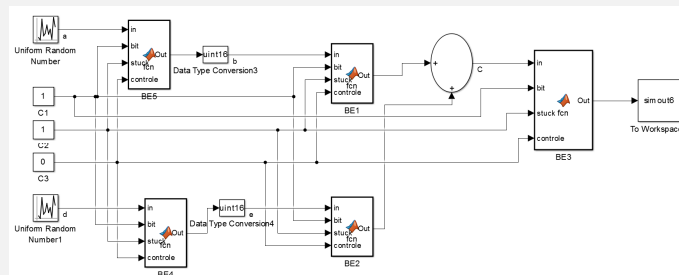 a
Uniform Random
Number
in
bit
stuck
controle
fcn
Out
BE5
uint16
b
Data Type Conversion3
in
bit
stuck
controle
fcn
Out
BE1
+
+
C
in
bit
stuck fcn
controle
Out
BE3
simout6
To Workspace
1
C1
1
C2
0
C3
d
Uniform Random
Number1
in
bit
stuck
controle
fcn
Out
BE4
uint16
e
Data Type Conversion4
in
bit
stuck
controle
fcn
Out
BE2